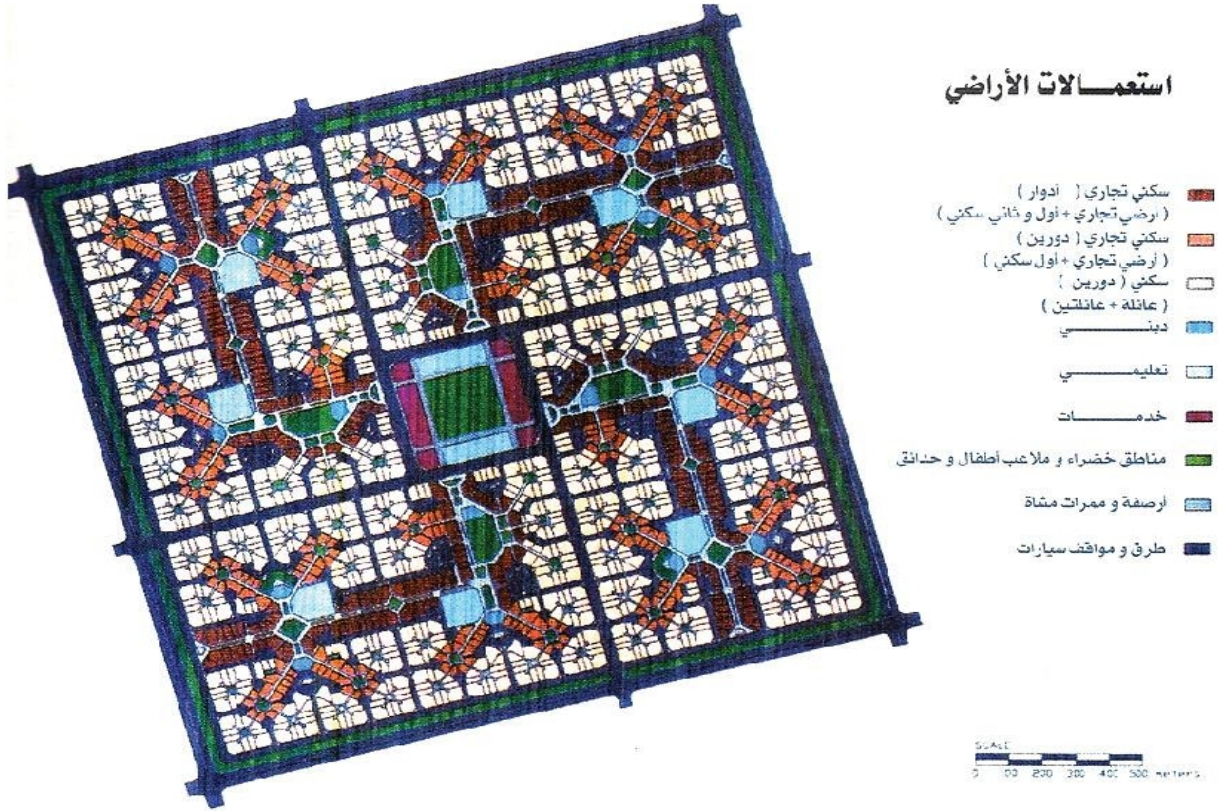 استعمالات الأراضي
سكني تجاري ( أدوار )
( ارضي تجاري + أول و ثاني سكني )
سكني تجاري ( دورين )
( أرضي تجاري + أول سكني )
سكني ( دورين )
( عائلة + عائلتين )
ديني
تعليمي
خدمات
مناطق خضراء و ملاعب أطفال و حدائق
أرصفة و ممرات مشاة
طرق و مواقف سيارات
SCALE
0 100 200 300 400 500 meters